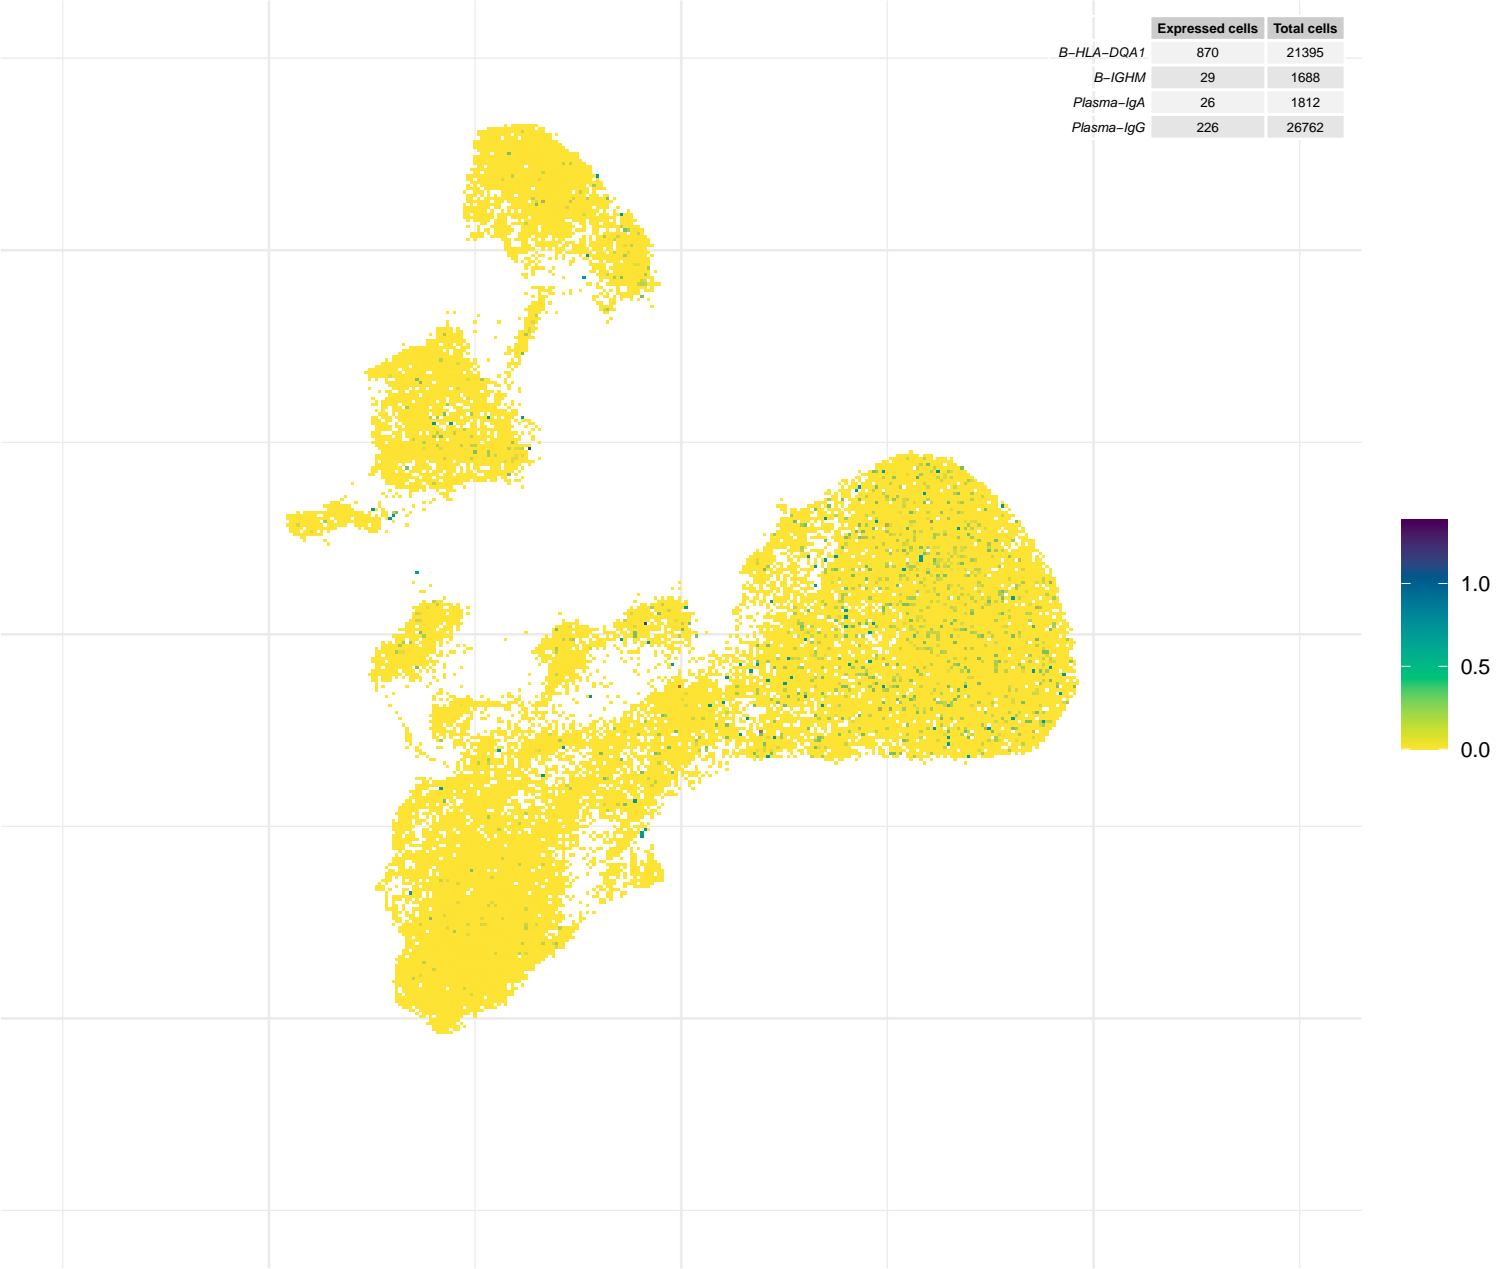 Expressed cells Total cells
B−HLA−DQA1 870 21395
B−IGHM 29 1688
Plasma−IgA 26 1812
Plasma−IgG 226 26762
1.0
0.5
0.0